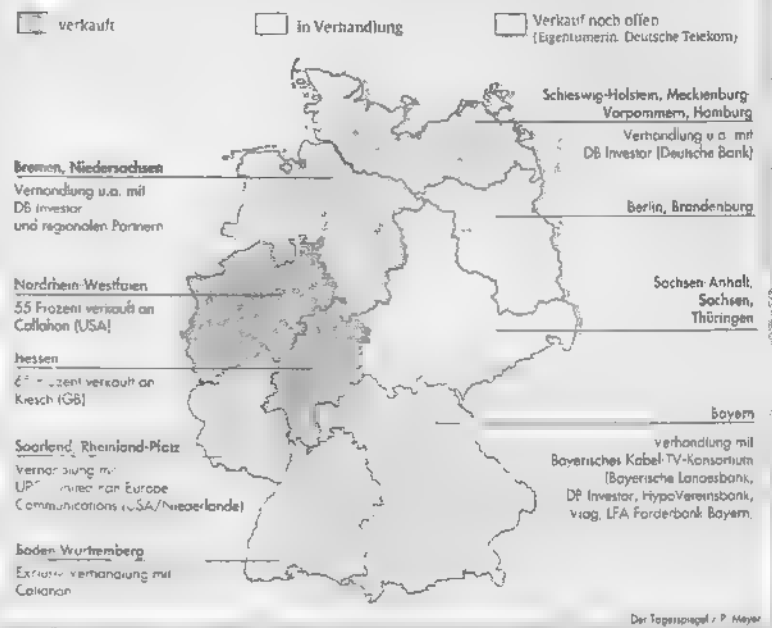 verkauft
in Verhandlung
Verkauf noch offen
(Eigentümerin. Deutsche Telekom)
Schleswig-Holstein, Mecklenburg-
Vorpommern, Hamburg
Verhandlung u.a. mit
DB Investor (Deutsche Bank)
Bremen, Niedersachsen
Verhandlung u.a. mit
DB Investor
und regionalen Partnern
Berlin, Brandenburg
Nordrhein-Westfalen
55 Prozent verkauft an
Callahan (USA)
Sachsen-Anhalt,
Sachsen,
Thüringen
Hessen
verkauft an
Klesch (GB)
Bayern
Verhandlung mit
Bayerisches Kabel-TV-Konsortium
(Bayerische Landesbank,
DB Investor, HypoVereinsbank,
Viag, LFA Förderbank Bayern,
Saarland, Rheinland-Pfalz
Europe
Communications (USA/Niederlande)
Baden Württemberg
Verhandlung mit
Callahan
Der Tagesspiegel / P. Meyer